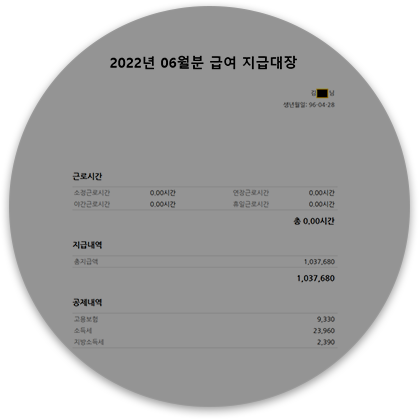 2022년 06월분 급여 지급대장
김 님
생년월일: 96-04-28
근로시간
소정근로시간 0.00시간 연장근로시간 0.00시간
야간근로시간 0.00시간 휴일근로시간 0.00시간
총 0.00시간
지급내역
총지급액 1,037,680
1,037,680
공제내역
고용보험 9,330
소득세 23,960
지방소득세 2,390